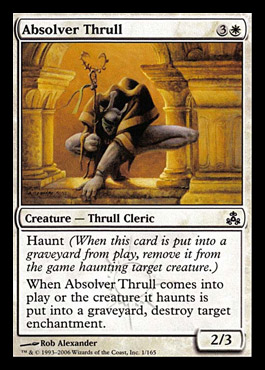 Absolver Thrull 3
Creature — Thrull Cleric
Haunt (When this card is put into a
graveyard from play, remove it from
the game haunting target creature.)
When Absolver Thrull comes into
play or the creature it haunts is
put into a graveyard, destroy target
enchantment.
2/3
Rob Alexander
™ & © 1993–2006 Wizards of the Coast, Inc. 1/165